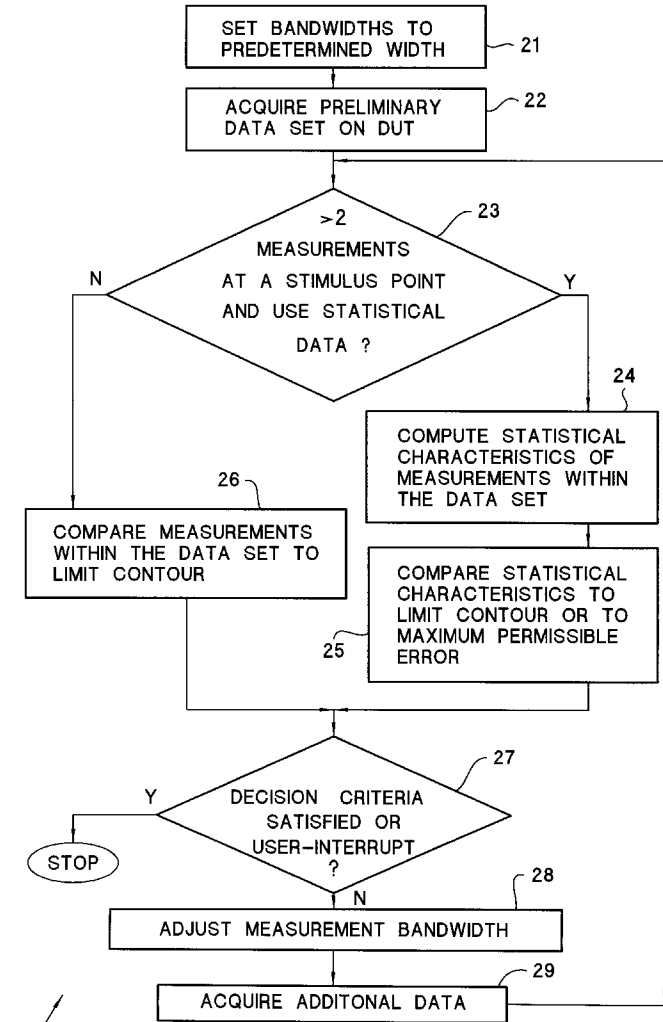 SET BANDWIDTHS TO
PREDETERMINED WIDTH
21
ACQUIRE PRELIMINARY
DATA SET ON DUT
22
23
>2
MEASUREMENTS
AT A STIMULUS POINT
AND USE STATISTICAL
DATA ?
N
Y
24
COMPUTE STATISTICAL
CHARACTERISTICS OF
MEASUREMENTS WITHIN
THE DATA SET
26
COMPARE MEASUREMENTS
WITHIN THE DATA SET TO
LIMIT CONTOUR
COMPARE STATISTICAL
CHARACTERISTICS TO
LIMIT CONTOUR OR TO
MAXIMUM PERMISSIBLE
ERROR
25
27
Y
DECISION CRITERIA
SATISFIED OR
USER-INTERRUPT
?
STOP
N
28
ADJUST MEASUREMENT BANDWIDTH
29
ACQUIRE ADDITONAL DATA